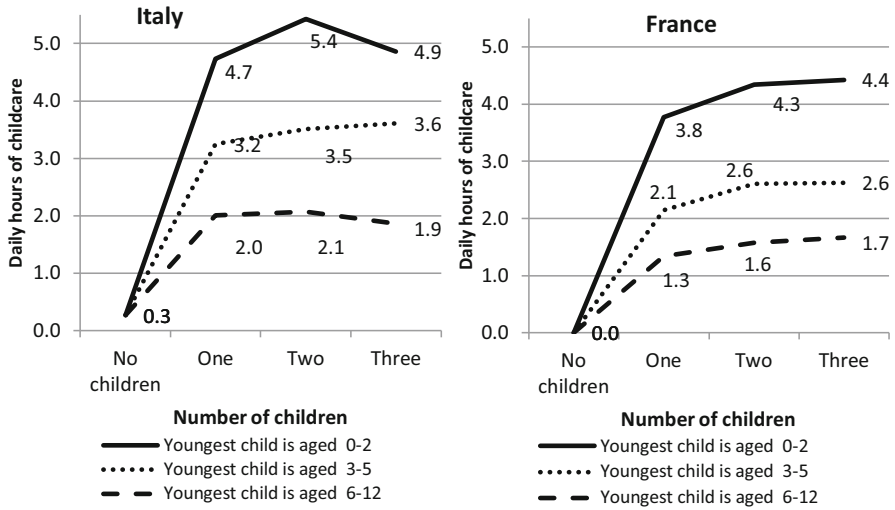 Italy
Daily hours of childcare
5.0
4.0
3.0
2.0
1.0
0.0
4.7
5.4
4.9
3.2
3.5
3.6
2.0
2.1
1.9
0.3
No children
One
Two
Three
Number of children
Youngest child is aged 0-2
Youngest child is aged 3-5
Youngest child is aged 6-12
France
Daily hours of childcare
5.0
4.0
3.0
2.0
1.0
0.0
3.8
4.3
4.4
2.1
2.6
2.6
1.3
1.6
1.7
0.0
No children
One
Two
Three
Number of children
Youngest child is aged 0-2
Youngest child is aged 3-5
Youngest child is aged 6-12